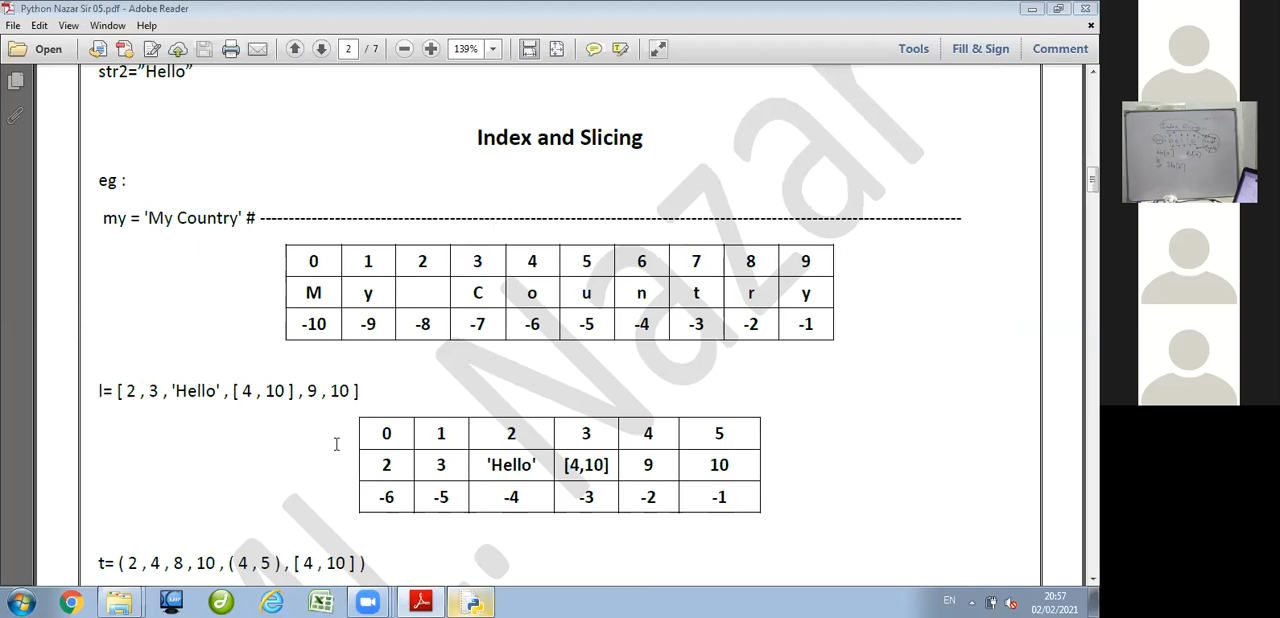 Python Nazar Sir 05.pdf - Adobe Reader
File Edit View Window Help
Open 2 / 7 139% Tools Fill & Sign Comment
str2="Hello”
Index and Slicing
eg :
my = 'My Country' # ------------------------------------------------------------------------------------------------------------------------
0 1 2 3 4 5 6 7 8 9
M y C o u n t r y
-10 -9 -8 -7 -6 -5 -4 -3 -2 -1
l= [ 2 , 3 , 'Hello' , [ 4 , 10 ] , 9 , 10 ]
0 1 2 3 4 5
2 3 'Hello' [4,10] 9 10
-6 -5 -4 -3 -2 -1
t= ( 2 , 4 , 8 , 10 , ( 4 , 5 ) , [ 4 , 10 ] )
Nazar
EN 20:57
02/02/2021